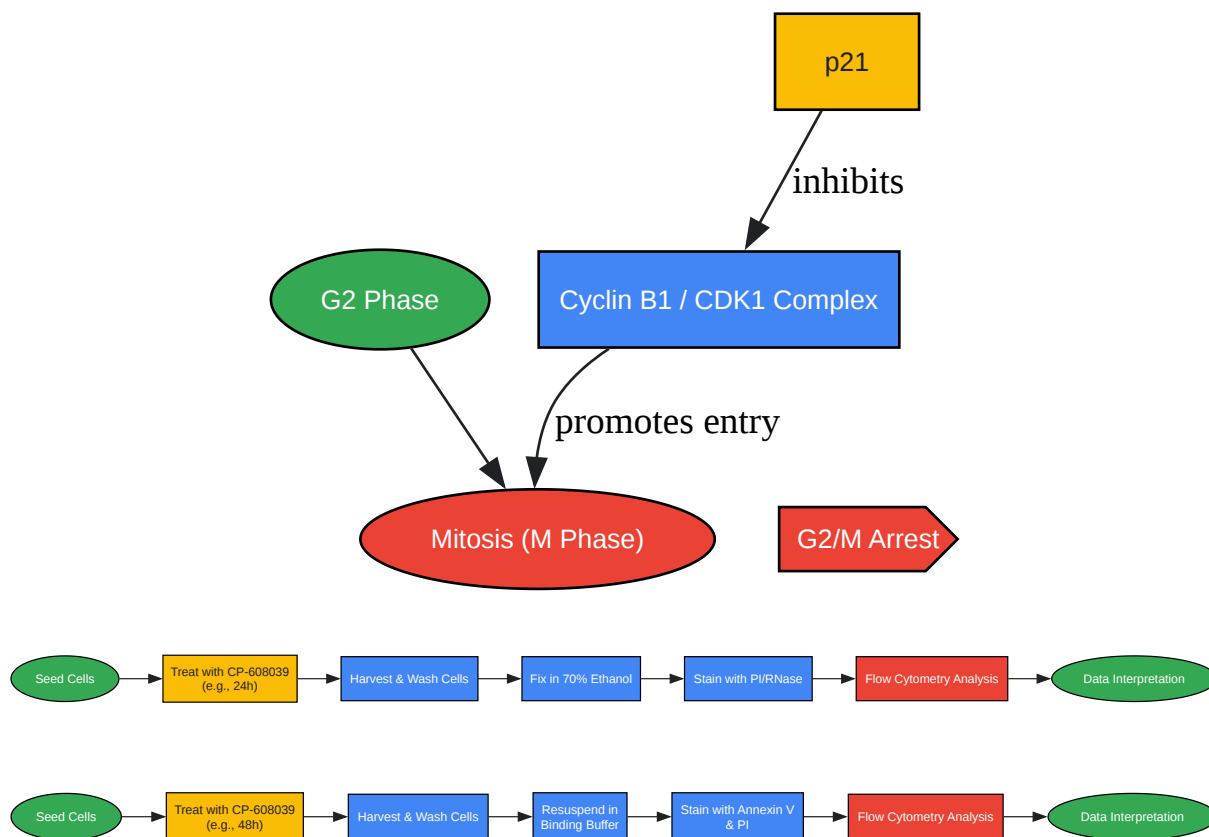 p21
inhibits
G2 Phase
Cyclin B1 / CDK1 Complex
promotes entry
Mitosis (M Phase)
G2/M Arrest
Seed Cells
Treat with CP-608039
(e.g., 24h)
Harvest & Wash Cells
Fix in 70% Ethanol
Stain with PI/RNase
Flow Cytometry Analysis
Data Interpretation
Seed Cells
Treat with CP-608039
(e.g., 48h)
Harvest & Wash Cells
Resuspend in
Binding Buffer
Stain with Annexin V
& PI
Flow Cytometry Analysis
Data Interpretation